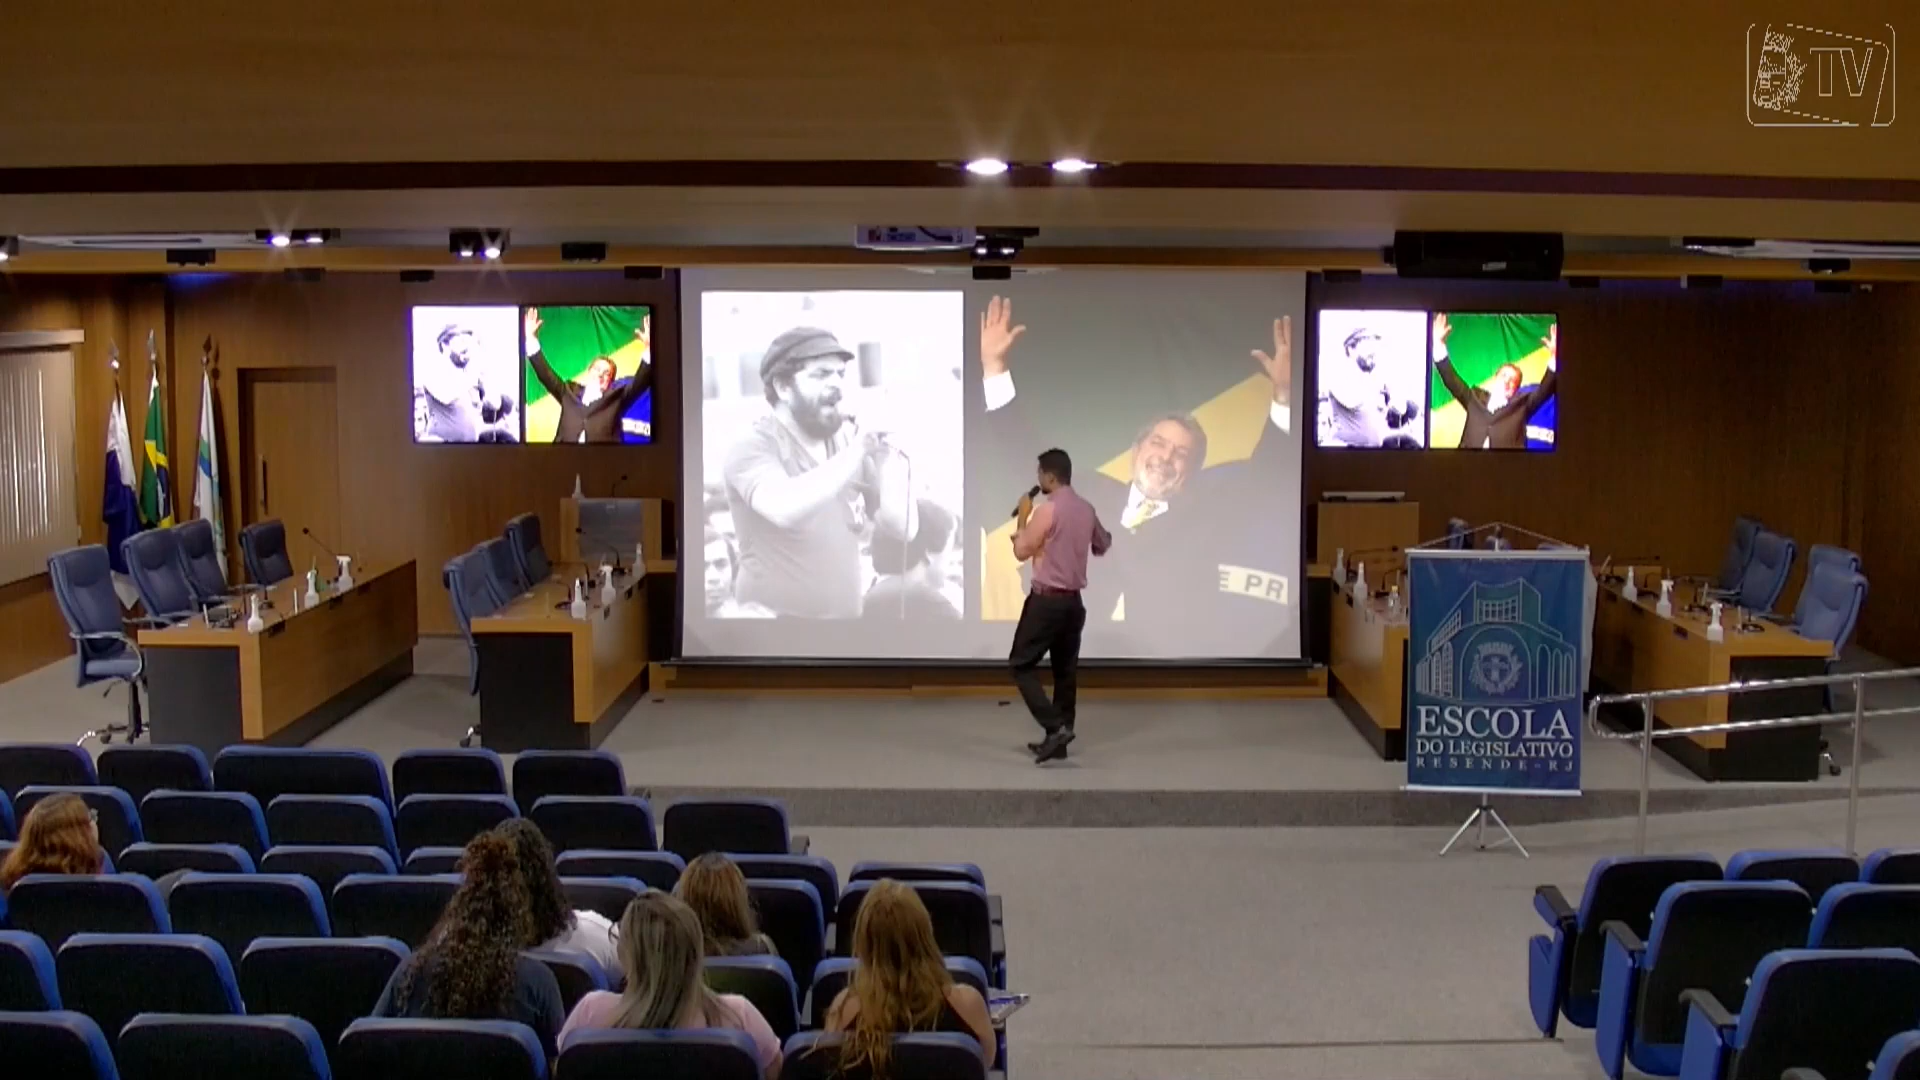 TV
E PR
ESCOLA
DO LEGISLATIVO
RESENDE-RJ